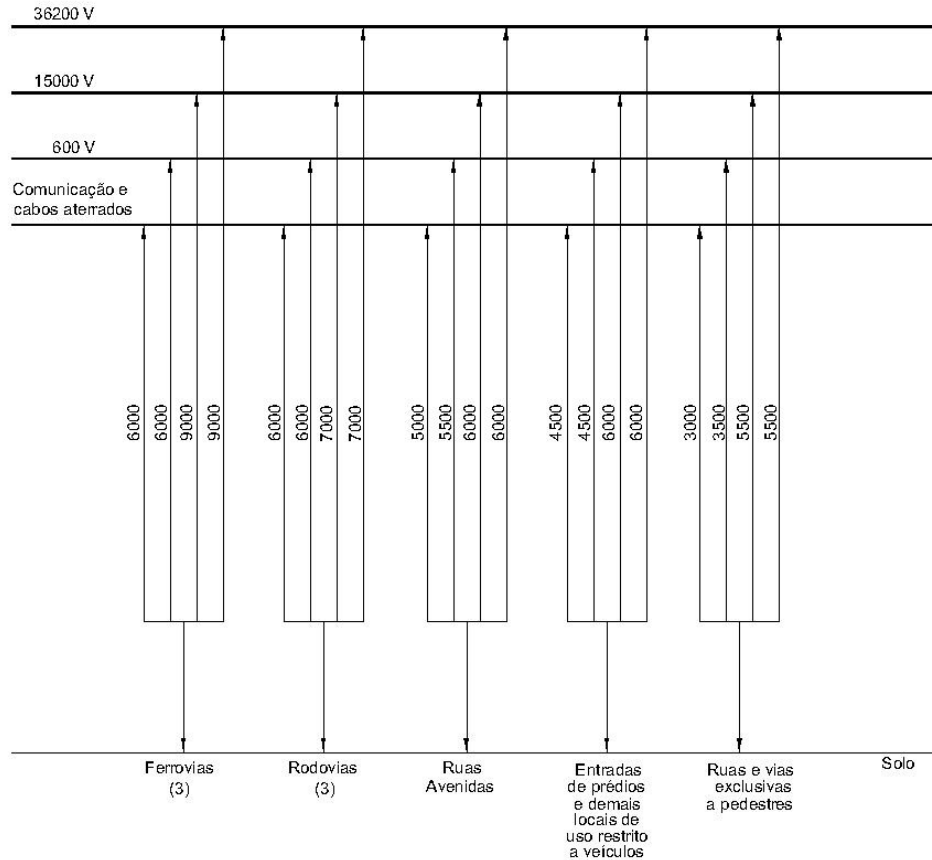 36200 V
15000 V
600 V
Comunicação e
cabos aterrados
6000
6000
9000
9000
6000
6000
7000
7000
5000
5500
6000
6000
4500
4500
6000
6000
3000
3500
5500
5500
Ferrovias
(3)
Rodovias
(3)
Ruas
Avenidas
Entradas
de prédios
e demais
locais de
uso restrito
a veículos
Ruas e vias
exclusivas
a pedestres
Solo